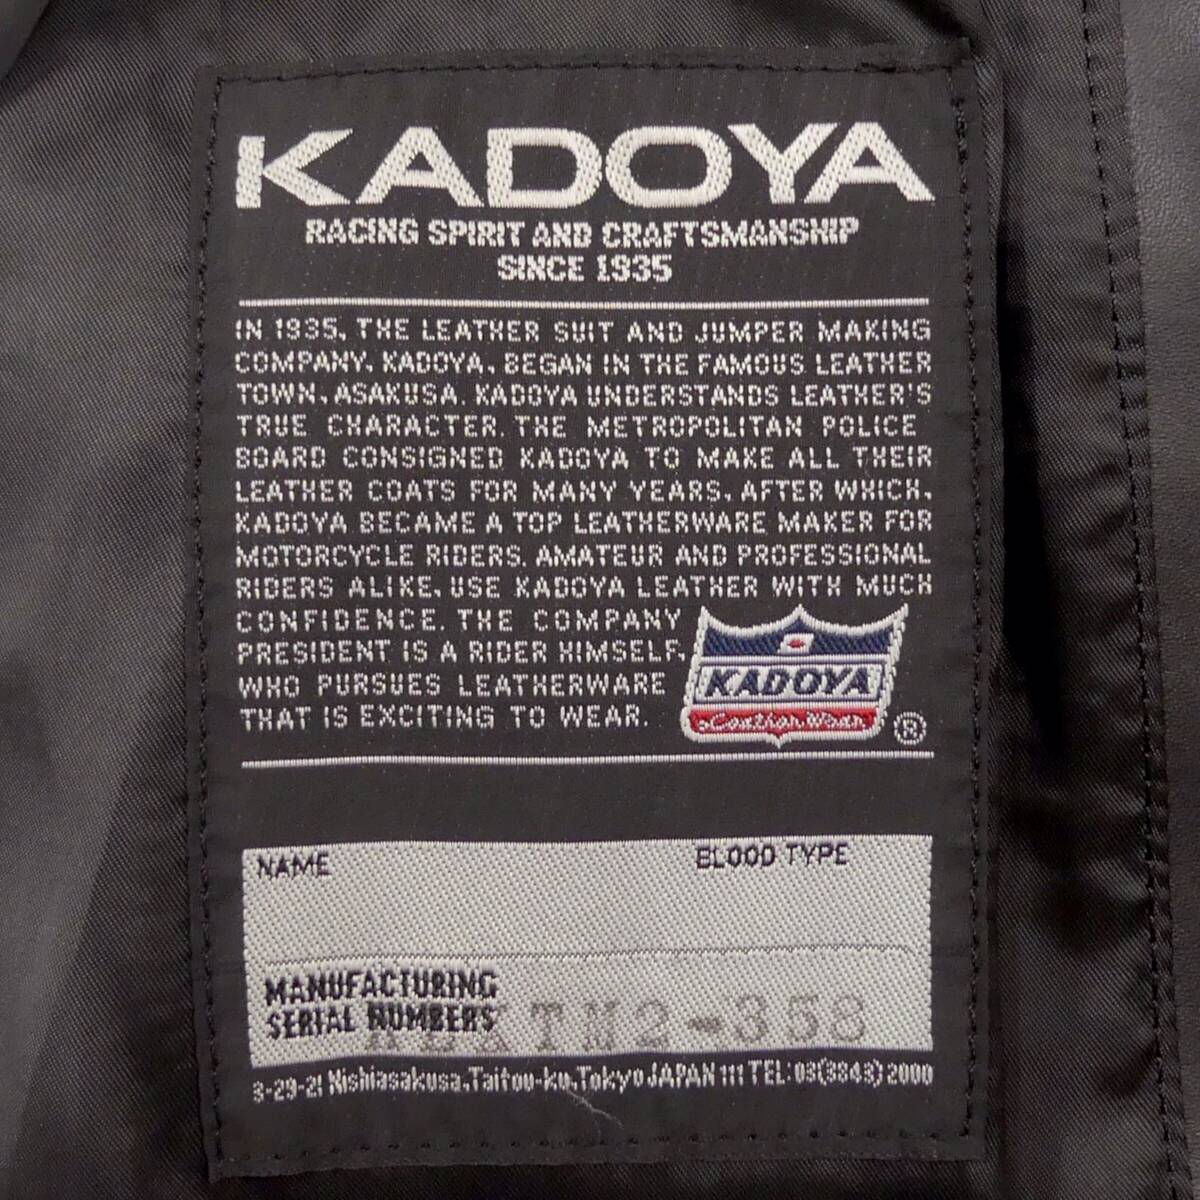 KADOYA
RACING SPIRIT AND CRAFTSMANSHIP
SINCE 1935
IN 1935, THE LEATHER SUIT AND JUMPER MAKING
COMPANY, KADOYA, BEGAN IN THE FAMOUS LEATHER
TOWN, ASAKUSA. KADOYA UNDERSTANDS LEATHER'S
TRUE CHARACTER. THE METROPOLITAN POLICE
BOARD CONSIGNED KADOYA TO MAKE ALL THEIR
LEATHER COATS FOR MANY YEARS, AFTER WHICH,
KADOYA BECAME A TOP LEATHERWARE MAKER FOR
MOTORCYCLE RIDERS. AMATEUR AND PROFESSIONAL
RIDERS ALIKE, USE KADOYA LEATHER WITH MUCH
CONFIDENCE. THE COMPANY
PRESIDENT IS A RIDER HIMSELF,
WHO PURSUES LEATHERWARE
THAT IS EXCITING TO WEAR.
KADOYA
Leather Wear
®
NAME BLOOD TYPE
MANUFACTURING
SERIAL NUMBERS TM2-358
3-29-21 Nishiasakusa,Taitou-ku,Tokyo JAPAN 111 TEL:03(3843)2000